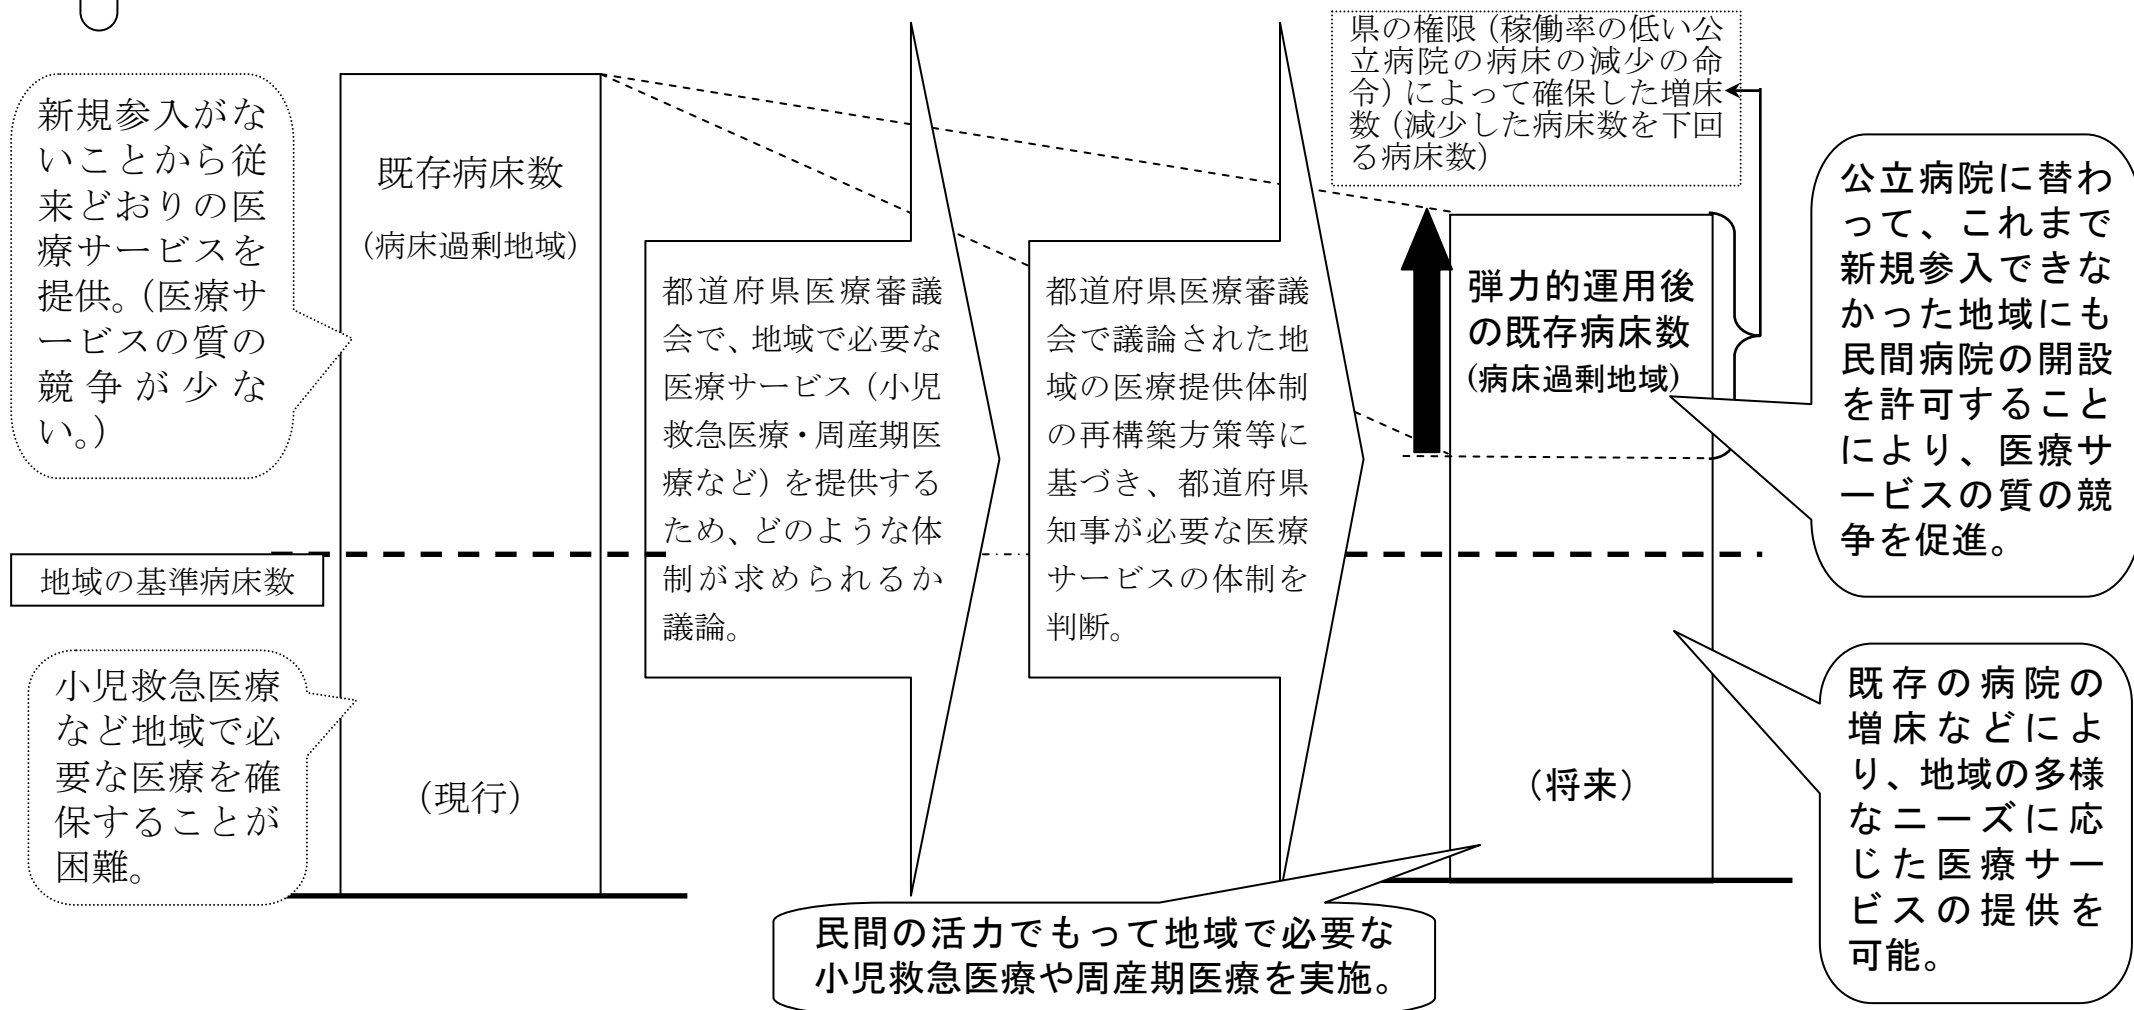 新規参入がな
いことから従
来どおりの医
療サービスを
提供。(医療サ
ービスの質の
競争が少な
い。)
既存病床数
(病床過剰地域)
都道府県医療審議
会で、地域で必要な
医療サービス(小児
救急医療・周産期医
療など)を提供する
ため、どのような体
制が求められるか
議論。
都道府県医療審議
会で議論された地
域の医療提供体制
の再構築方策等に
基づき、都道府県
知事が必要な医療
サービスの体制を
判断。
県の権限(稼働率の低い公
立病院の病床の減少の命
令)によって確保した増床
数(減少した病床数を下回
る病床数)
弾力的運用後
の既存病床数
(病床過剰地域)
公立病院に替わ
って、これまで
新規参入できな
かった地域にも
民間病院の開設
を許可すること
により、医療サ
ービスの質の競
争を促進。
地域の基準病床数
小児救急医療
など地域で必
要な医療を確
保することが
困難。
(現行)
(将来)
既存の病院の
増床などによ
り、地域の多様
なニーズに応
じた医療サー
ビスの提供を
可能。
民間の活力でもって地域で必要な
小児救急医療や周産期医療を実施。